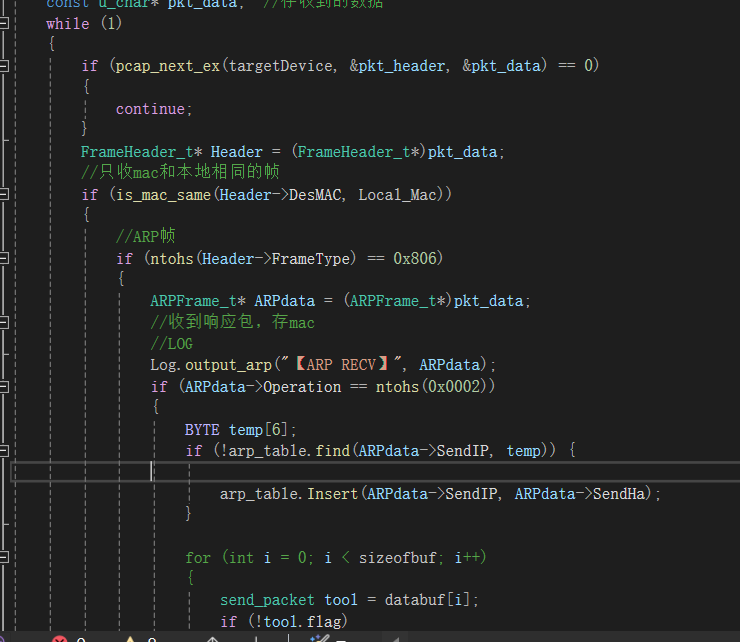 const u_char* pkt_data; //存收到的数据
while (1)
{
if (pcap_next_ex(targetDevice, &pkt_header, &pkt_data) == 0)
{
continue;
}
FrameHeader_t* Header = (FrameHeader_t*)pkt_data;
//只收mac和本地相同的帧
if (is_mac_same(Header->DesMAC, Local_Mac))
{
//ARP帧
if (ntohs(Header->FrameType) == 0x806)
{
ARPFrame_t* ARPdata = (ARPFrame_t*)pkt_data;
//收到响应包，存mac
//LOG
Log.output_arp("【ARP RECV】", ARPdata);
if (ARPdata->Operation == ntohs(0x0002))
{
BYTE temp[6];
if (!arp_table.find(ARPdata->SendIP, temp)) {
arp_table.Insert(ARPdata->SendIP, ARPdata->SendHa);
}
for (int i = 0; i < sizeofbuf; i++)
{
send_packet tool = databuf[i];
if (!tool.flag)